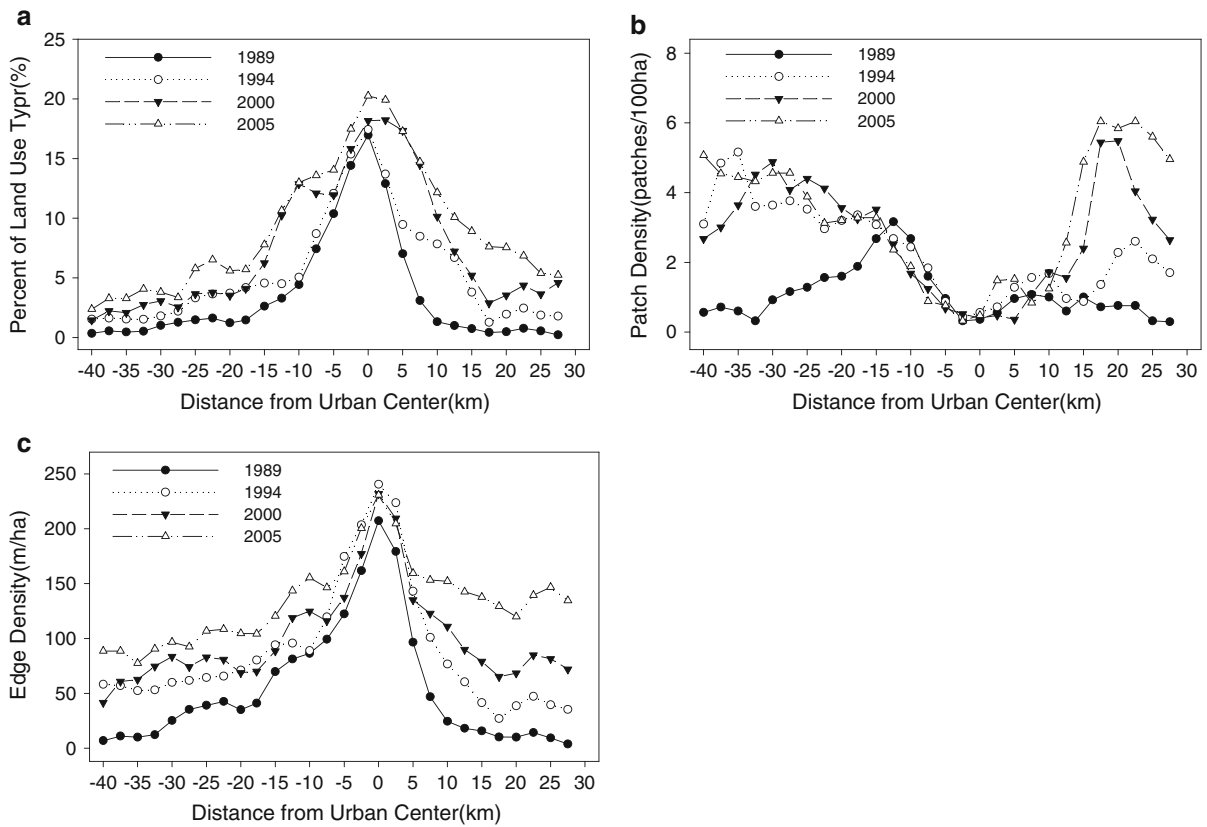 a
25
20
15
10
5
0
Percent of Land Use Typr(%)
1989
1994
2000
2005
-40 -35 -30 -25 -20 -15 -10 -5 0 5 10 15 20 25 30
Distance from Urban Center(km)
b
8
6
4
2
0
Patch Density(patches/100ha)
1989
1994
2000
2005
-40 -35 -30 -25 -20 -15 -10 -5 0 5 10 15 20 25 30
Distance from Urban Center(km)
c
250
200
150
100
50
0
Edge Density(m/ha)
1989
1994
2000
2005
-40 -35 -30 -25 -20 -15 -10 -5 0 5 10 15 20 25 30
Distance from Urban Center(km)